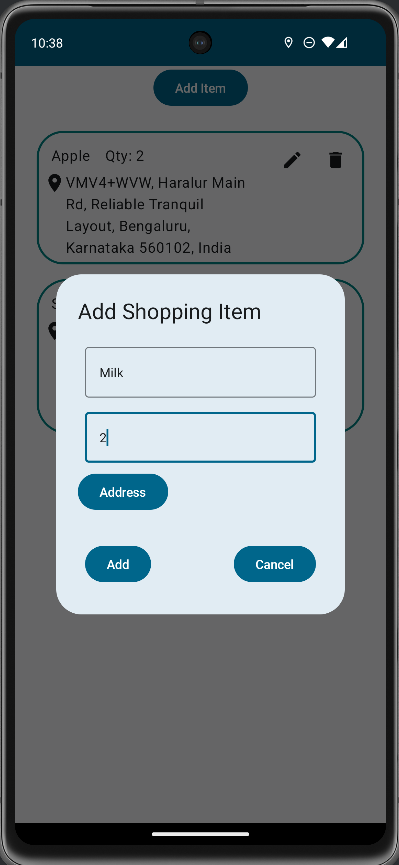 10:38
Add Item
Apple Qty: 2
VMV4+WVW, Haralur Main
Rd, Reliable Tranquil
Layout, Bengaluru,
Karnataka 560102, India
Add Shopping Item
Milk
2
Address
Add
Cancel